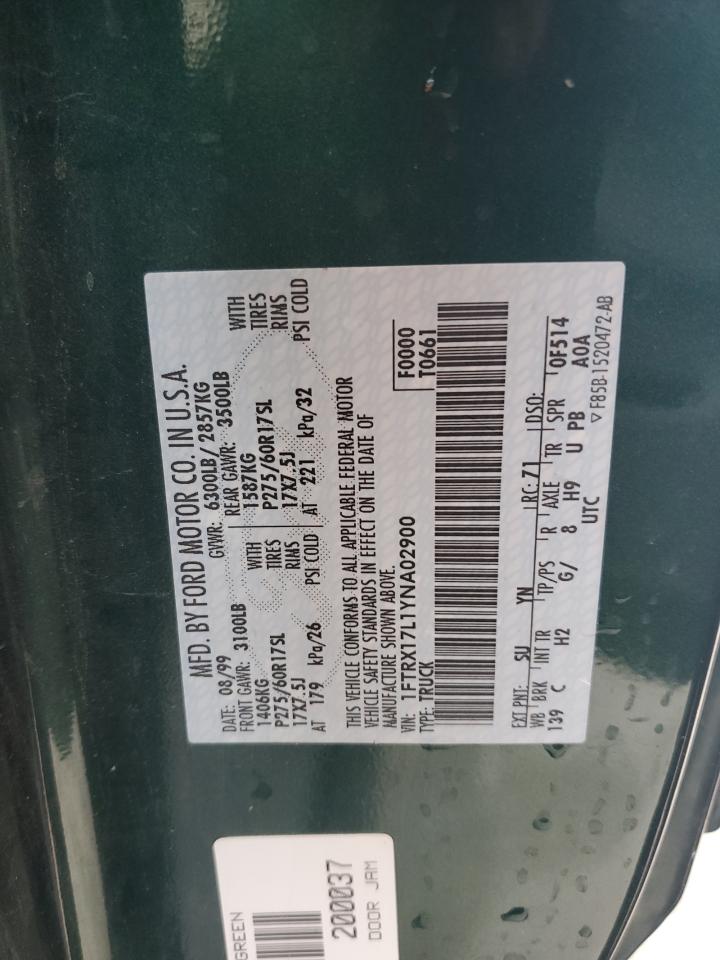 MFD. BY FORD MOTOR CO. IN U.S.A.
DATE: 08/99 GVWR: 6300LB/ 2857KG
FRONT GAWR: 3100LB REAR GAWR: 3500LB
1406KG WITH 1587KG WITH
P275/60R17SL TIRES P275/60R17SL TIRES
17X7.5J RIMS 17X7.5J RIMS
AT 179 kPa/26 PSI COLD AT 221 kPa/32 PSI COLD
THIS VEHICLE CONFORMS TO ALL APPLICABLE FEDERAL MOTOR
VEHICLE SAFETY STANDARDS IN EFFECT ON THE DATE OF
MANUFACTURE SHOWN ABOVE.
VIN: 1FTRX17L1YNA02900 F0000
TYPE: TRUCK T0661
EXT PNT: SU YN RC: 71 DSO:
WB BRK INT TR TP/PS R AXLE TR SPR 0F514
139 C H2 G/ 8 H9 U PB A0A
UTC
▽ F85B-1520472-AB
GREEN
200037
DOOR JAM